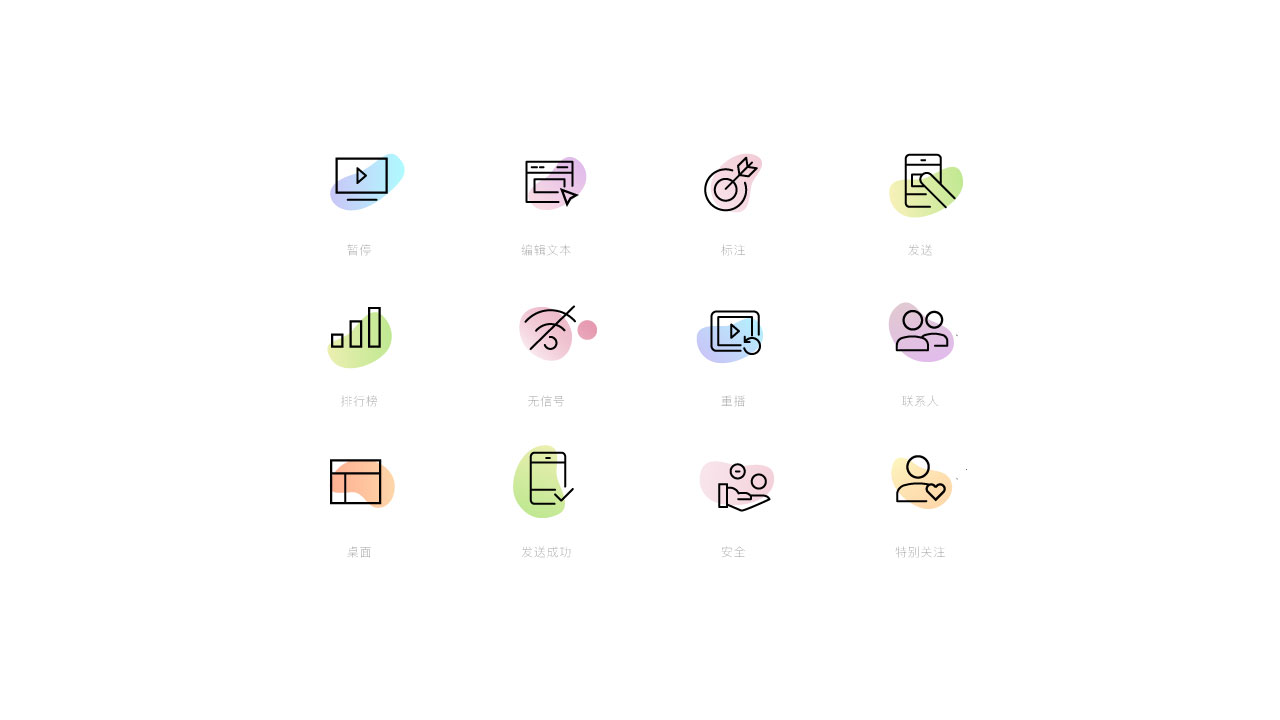 暂停
编辑文本
标注
发送
排行榜
无信号
重播
联系人
桌面
发送成功
安全
特别关注